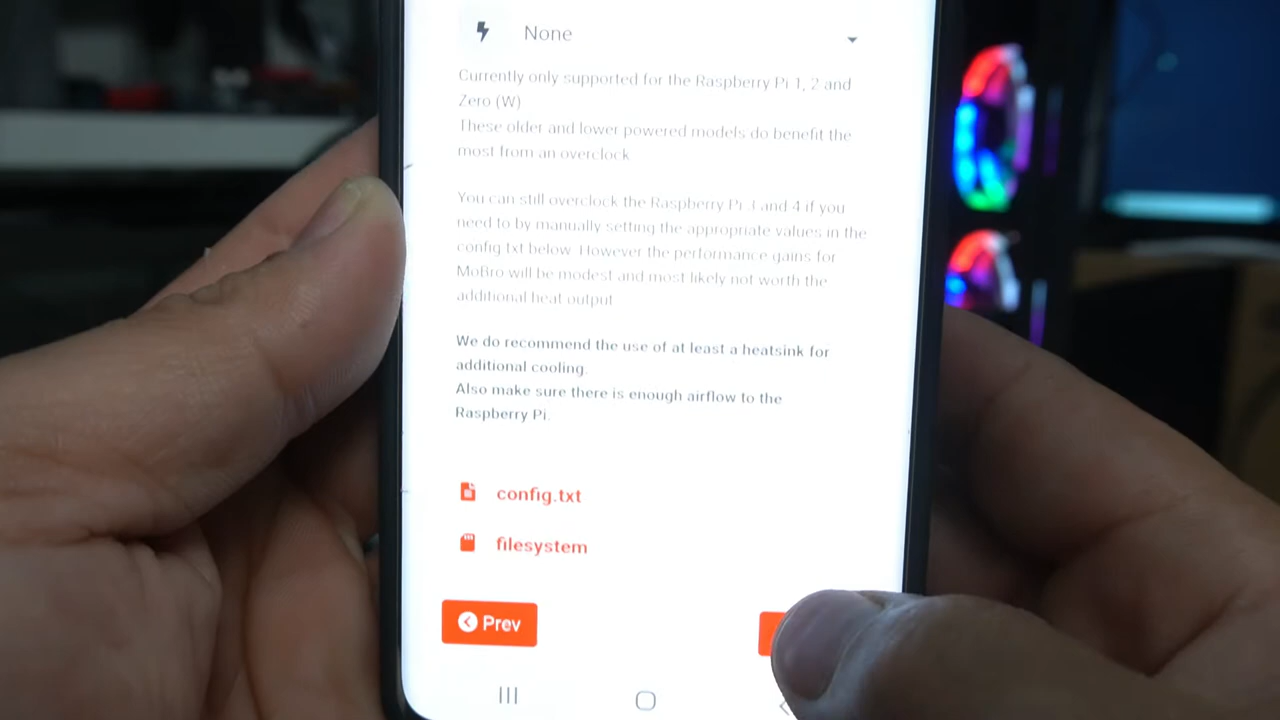 None
Currently only supported for the Raspberry Pi 1, 2 and
Zero (W)
These older and lower powered models do benefit the
most from an overclock
You can still overclock the Raspberry Pi 3 and 4 if you
need to by manually setting the appropriate values in the
config.txt below. However the performance gains for
MoBro will be modest and most likely not worth the
additional heat output
We do recommend the use of at least a heatsink for
additional cooling.
Also make sure there is enough airflow to the
Raspberry Pi.
config.txt
filesystem
Prev